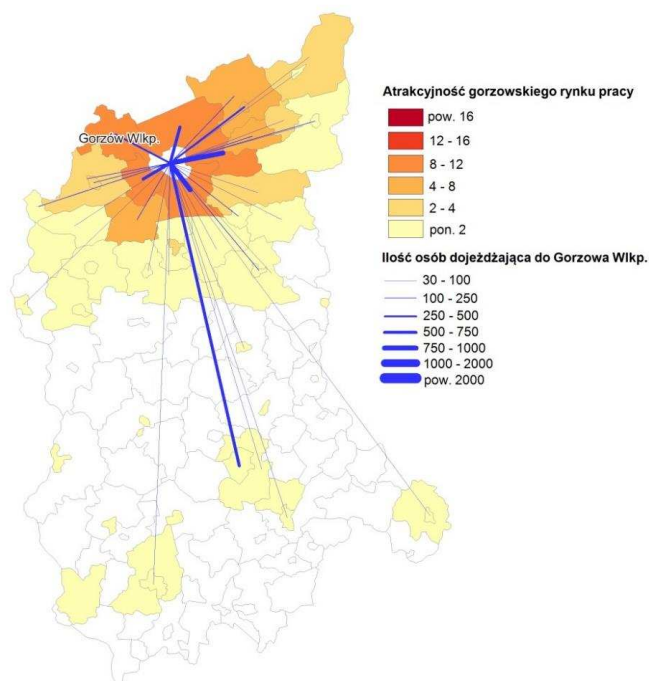 Gorzów Wlkp.
Atrakcyjność gorzowskiego rynku pracy
pow. 16
12 - 16
8 - 12
4 - 8
2 - 4
pon. 2
Ilość osób dojeżdżająca do Gorzowa Wlkp.
30 - 100
100 - 250
250 - 500
500 - 750
750 - 1000
1000 - 2000
pow. 2000